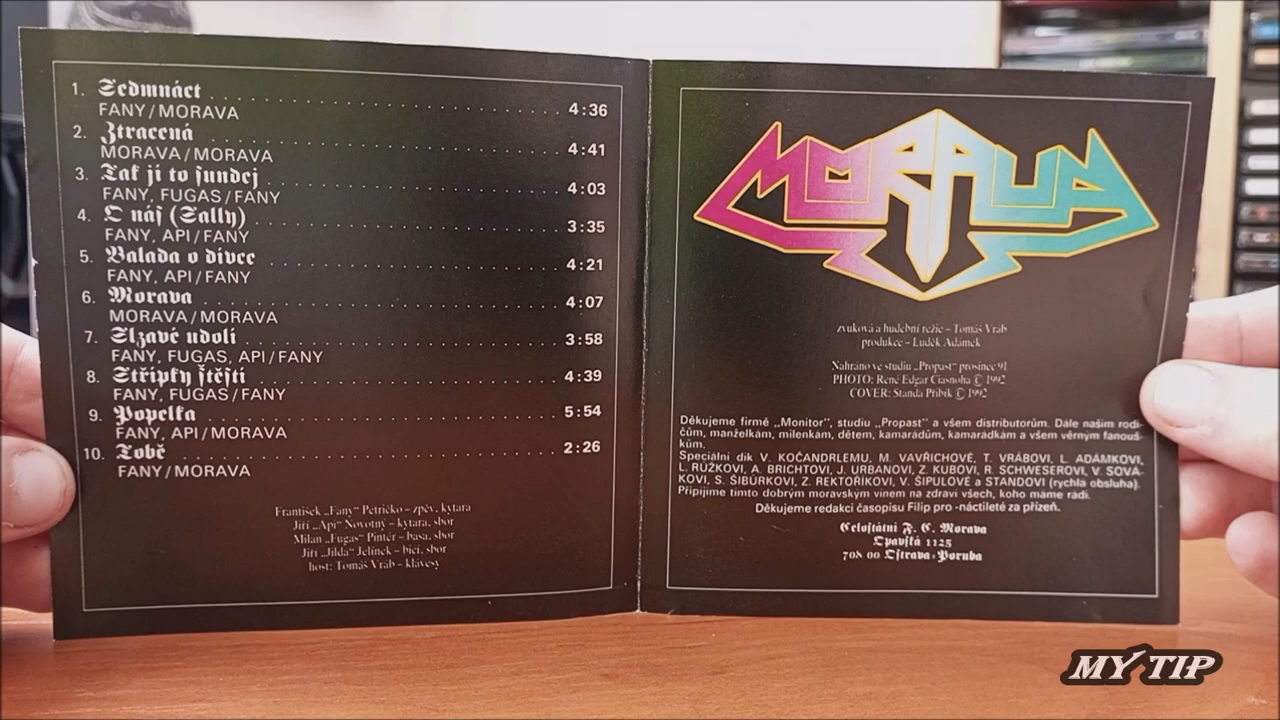 1. Sedmnáct 4:36
FANY/MORAVA
2. Ztracená 4:41
MORAVA/MORAVA
3. Tak ji to sundej 4:03
FANY, FUGAS/FANY
4. O nás (Sally) 3:35
FANY, API/FANY
5. Balada o dívce 4:21
FANY, API/FANY
6. Morava 4:07
MORAVA/MORAVA
7. Slzavé udolí 3:58
FANY, FUGAS, API/FANY
8. Střípky štěstí 4:39
FANY, FUGAS/FANY
9. Popelka 5:54
FANY, API/MORAVA
10. Tobě 2:26
FANY/MORAVA
František „Fany" Petričko – zpěv, kytara
Jiří „Api" Novotný – kytara, sbor
Milan „Fugas" Pintér – basa, sbor
Jiří „Jilda" Jelínek – bicí, sbor
host: Tomáš Vráb – klávesy
MORAVA
zvuková a hudební režie – Tomáš Vráb
produkce – Luděk Adámek
Nahráno ve studiu „Propast" prosinec 91
PHOTO: René Edgar Ciasnoha © 1992
COVER: Standa Pribik © 1992
Děkujeme firmě „Monitor", studiu „Propast" a všem distributorům. Dále našim rodi-
čům, manželkám, milenkám, dětem, kamarádům, kamarádkám a všem věrným fanouš-
kům.
Speciální dík V. KOČANDRLEMU, M. VAVŘICHOVÉ, T. VRÁBOVI, L. ADÁMKOVI,
L. RŮŽKOVI, A. BRICHTOVI, J. URBANOVI, Z. KUBOVI, R. SCHWESEROVI, V. SOVÁ-
KOVI, S. ŠIBŮRKOVI, Z. REKTOŘÍKOVI, V. ŠIPULOVÉ a STANDOVI (rychlá obsluha).
Připijíme tímto dobrým moravským vínem na zdraví všech, koho máme rádi.
Děkujeme redakci časopisu Filip pro -náctileté za přízeň.
Celostátní F. C. Morava
Opavská 1125
708 00 Ostrava-Poruba
MÝ TIP